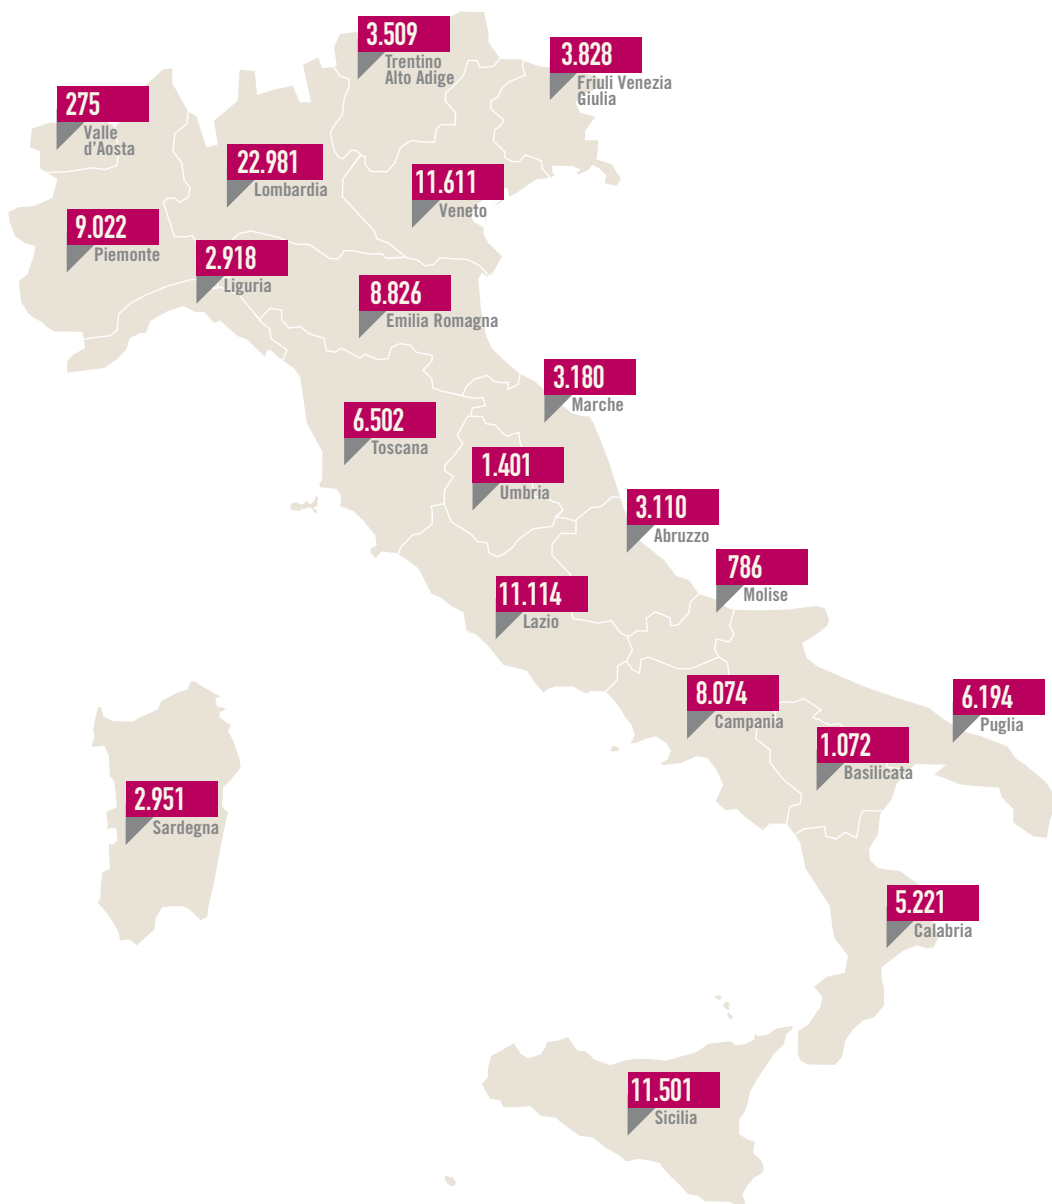 3.509
Trentino
Alto Adige
3.828
Friuli Venezia
Giulia
275
Valle
d'Aosta
22.981
Lombardia
11.611
Veneto
9.022
Piemonte
2.918
Liguria
8.826
Emilia Romagna
3.180
Marche
6.502
Toscana
1.401
Umbria
3.110
Abruzzo
786
Molise
11.114
Lazio
8.074
Campania
6.194
Puglia
1.072
Basilicata
2.951
Sardegna
5.221
Calabria
11.501
Sicilia